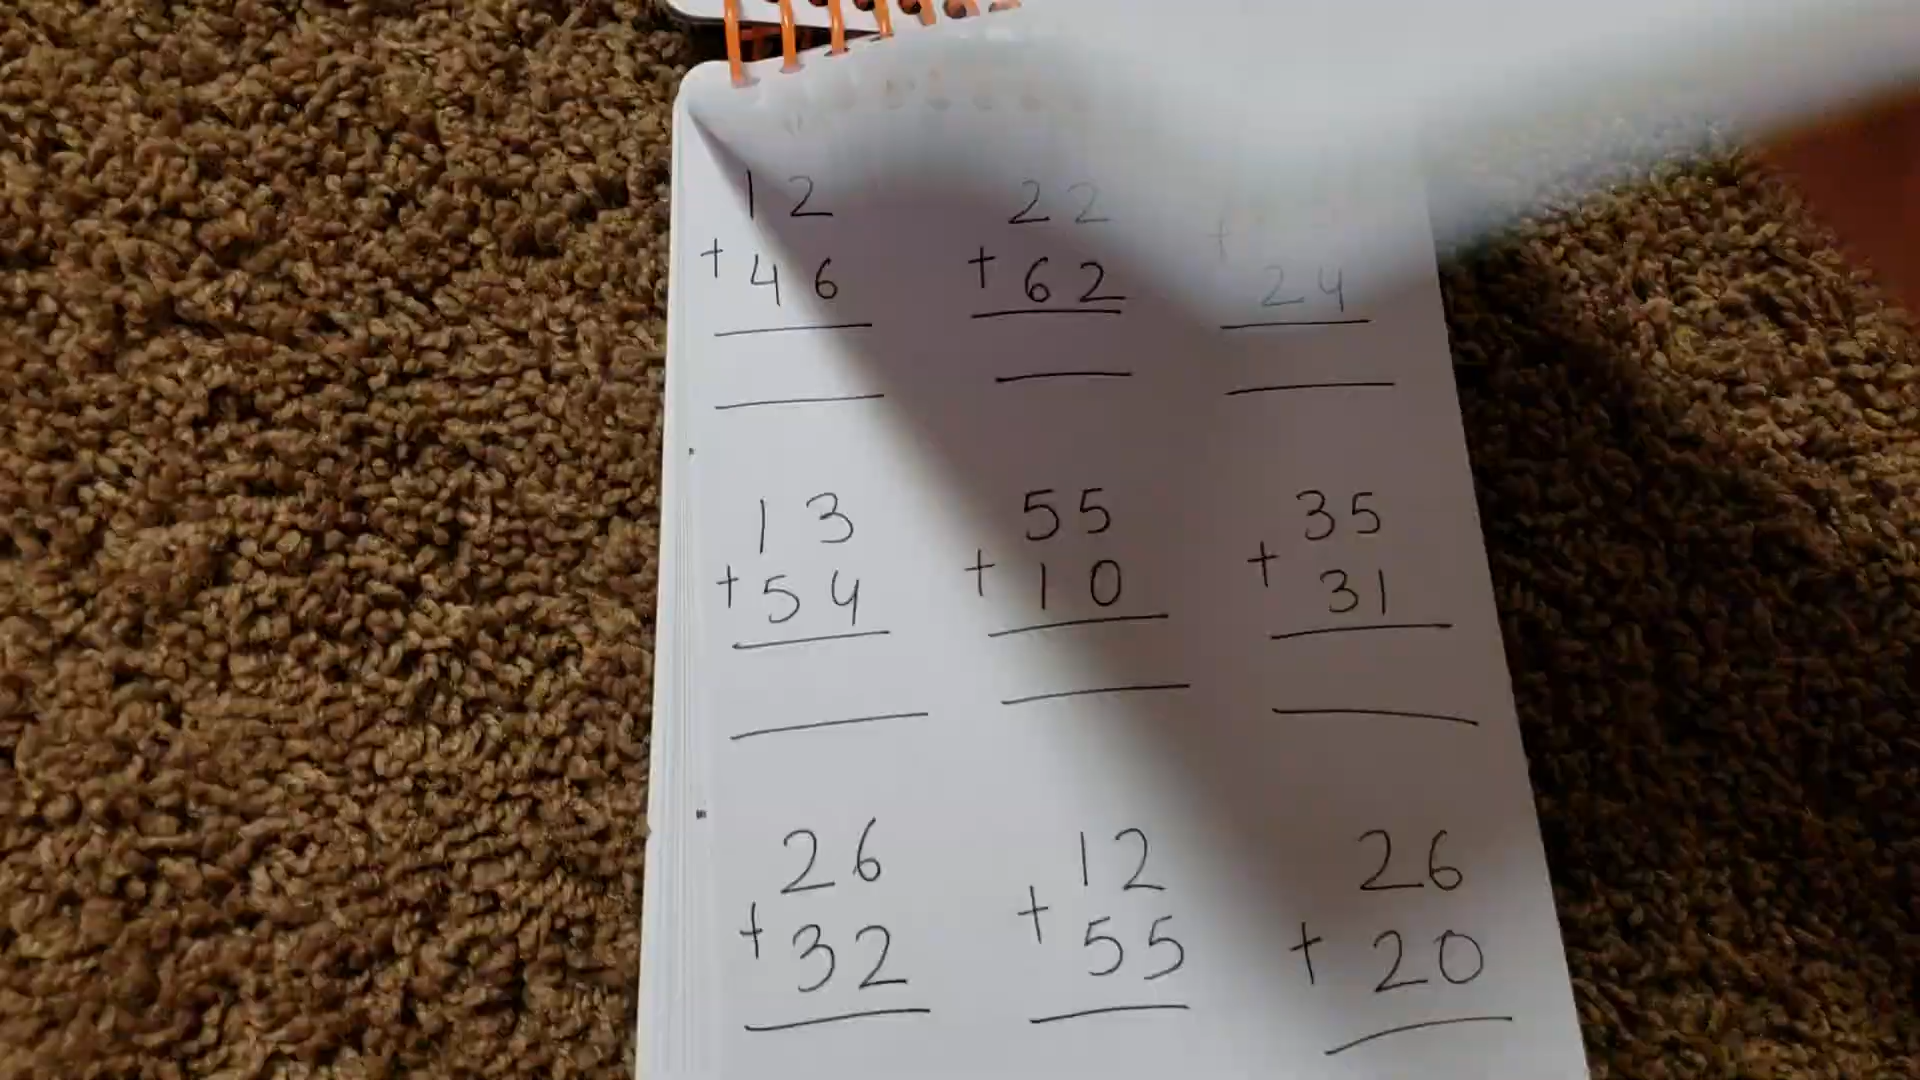 12 22
+46 +62 +24
13 55 35
+54 +10 +31
26 12 26
+32 +55 +20